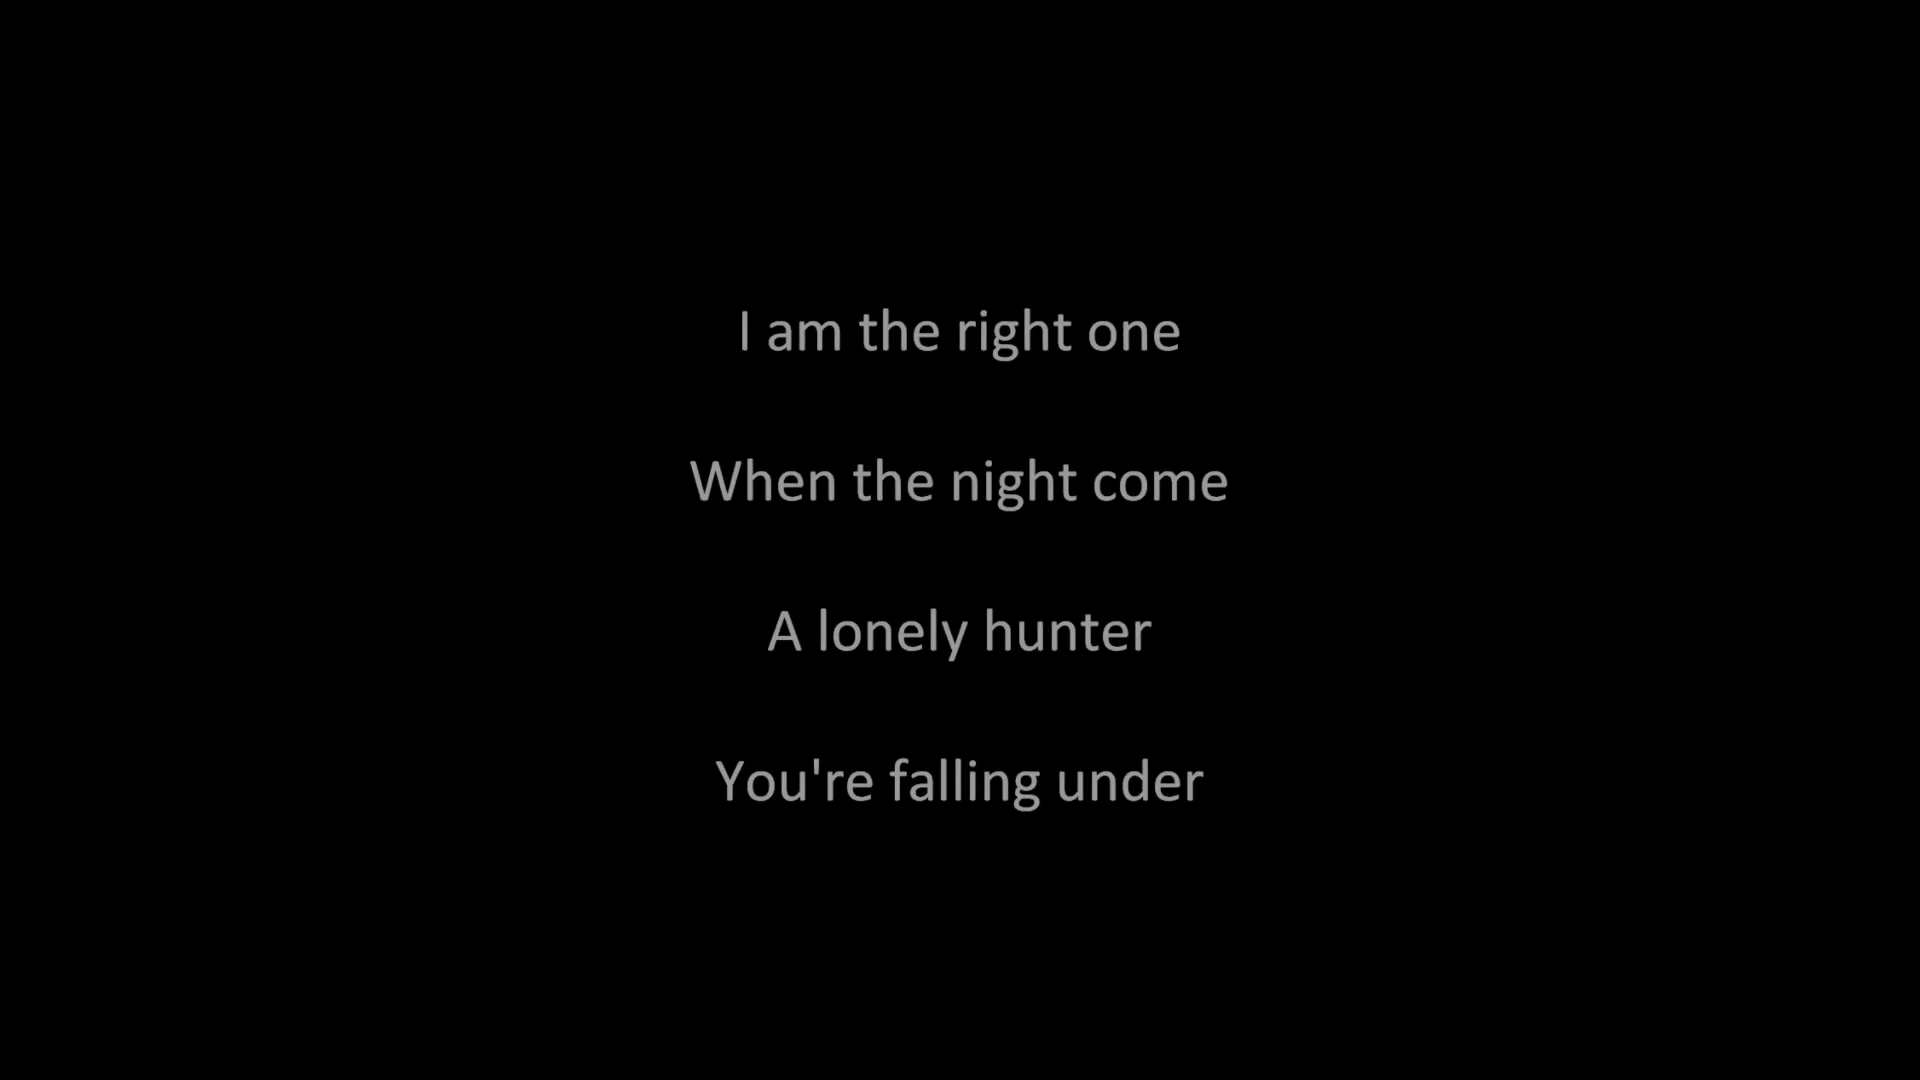 I am the right one
When the night come
A lonely hunter
You're falling under